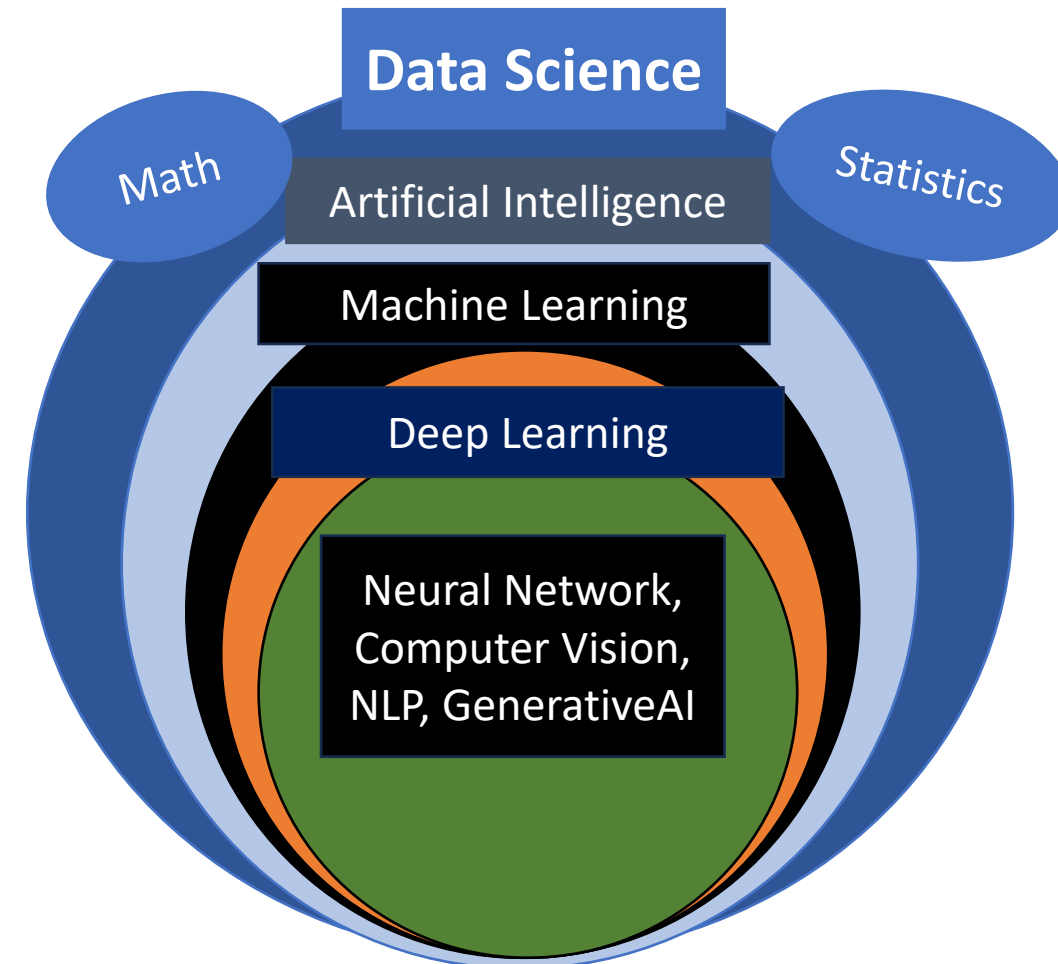 Data Science
Math
Statistics
Artificial Intelligence
Machine Learning
Deep Learning
Neural Network,
Computer Vision,
NLP, GenerativeAI